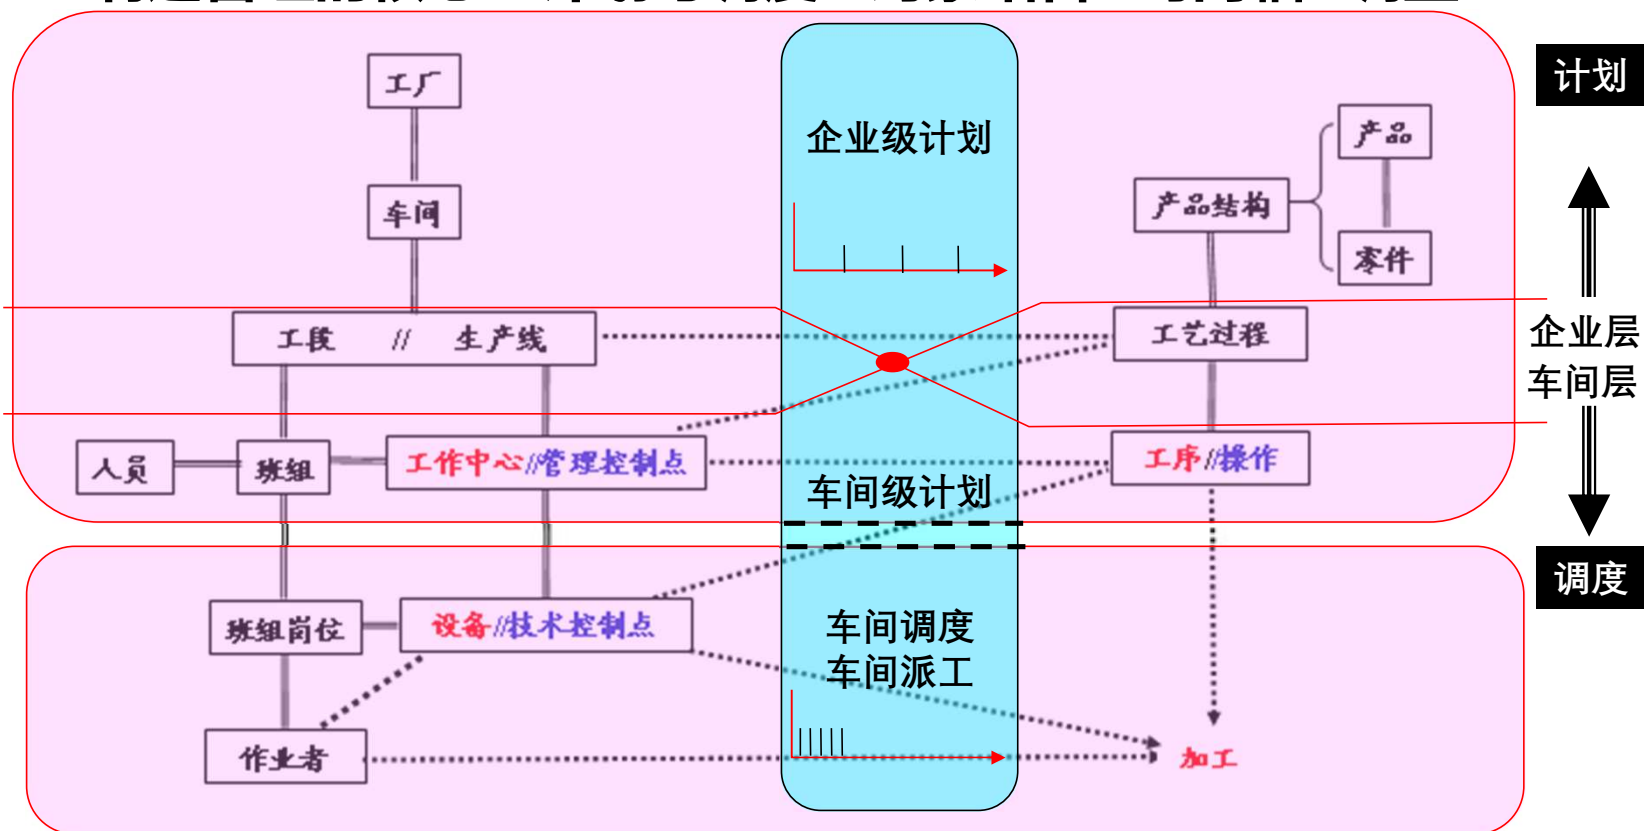 计划
工厂
企业级计划
产品
车间
产品结构
零件
工段 // 生产线
工艺过程
企业层
车间层
人员
班组
工作中心//管理控制点
工序//操作
车间级计划
调度
班组岗位
设备//技术控制点
车间调度
车间派工
作业者
加工